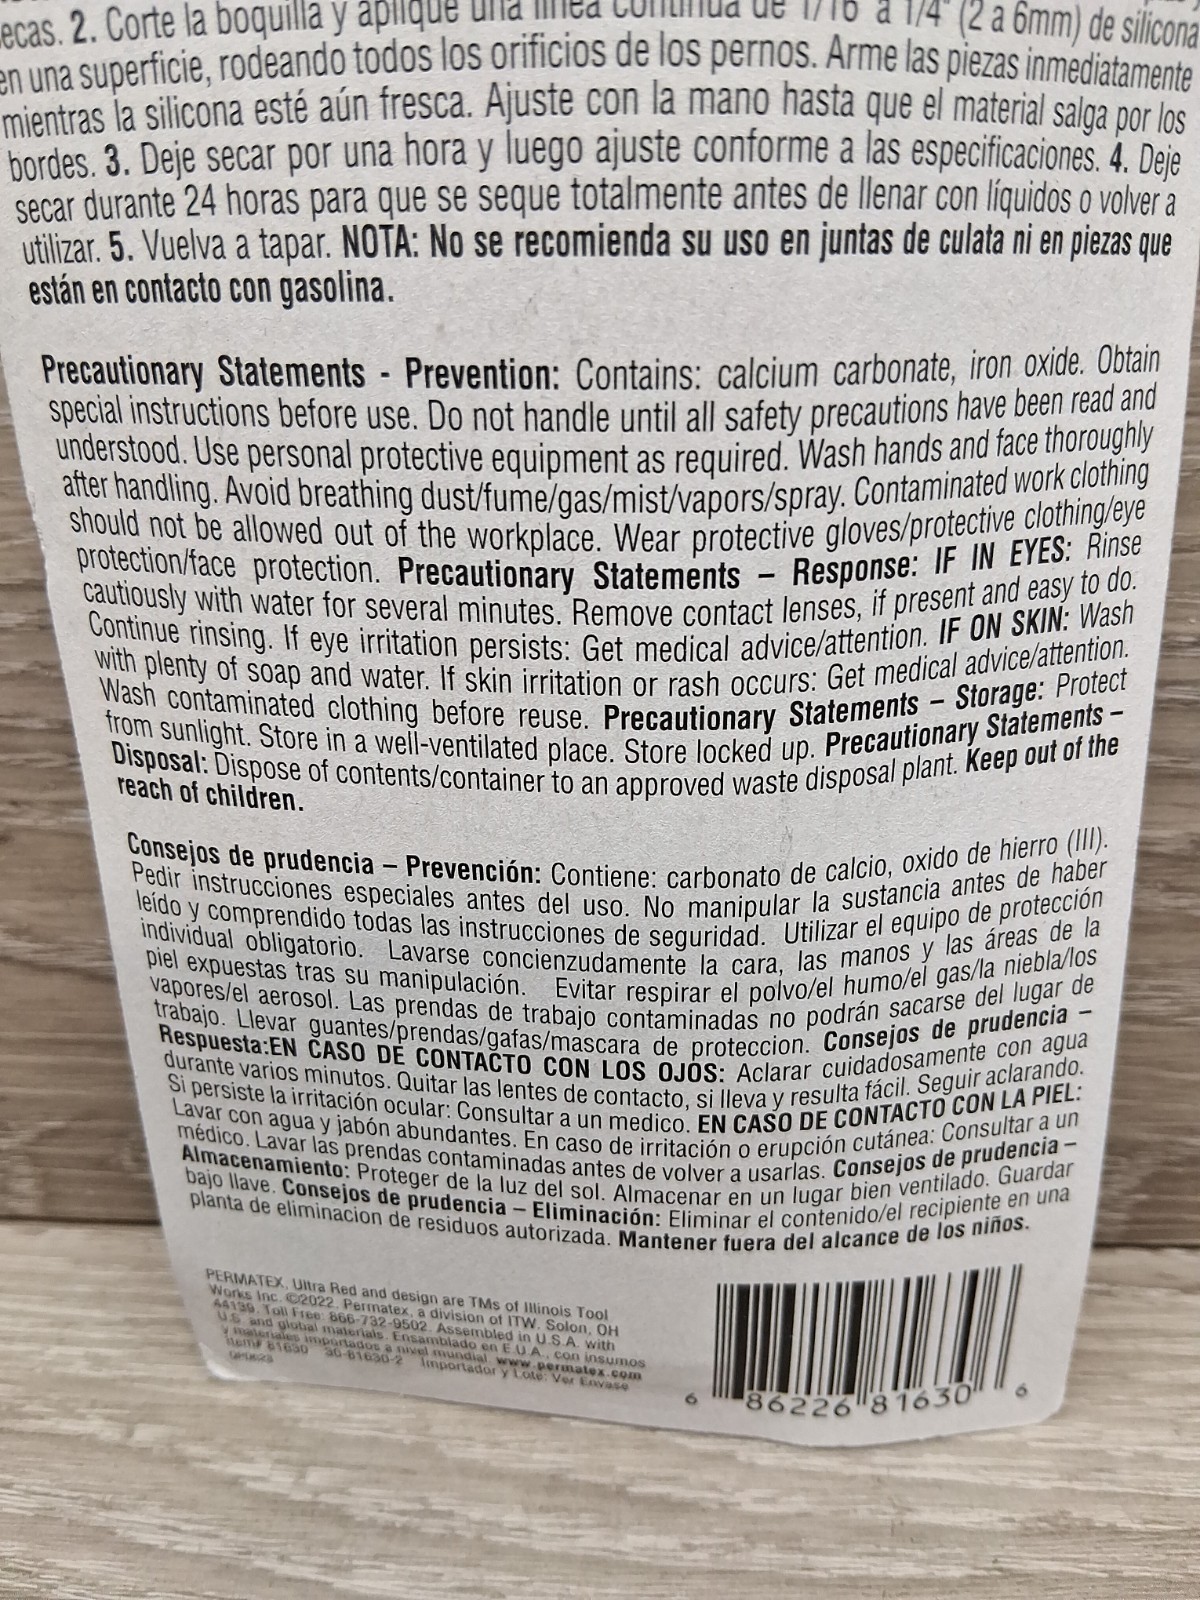 ecas. 2. Corte la boquilla y aplique una línea continua de 1/16 a 1/4" (2 a 6mm) de silicona
en una superficie, rodeando todos los orificios de los pernos. Arme las piezas inmediatamente
mientras la silicona esté aún fresca. Ajuste con la mano hasta que el material salga por los
bordes. 3. Deje secar por una hora y luego ajuste conforme a las especificaciones. 4. Deje
secar durante 24 horas para que se seque totalmente antes de llenar con líquidos o volver a
utilizar. 5. Vuelva a tapar. NOTA: No se recomienda su uso en juntas de culata ni en piezas que
están en contacto con gasolina.
Precautionary Statements - Prevention: Contains: calcium carbonate, iron oxide. Obtain
special instructions before use. Do not handle until all safety precautions have been read and
understood. Use personal protective equipment as required. Wash hands and face thoroughly
after handling. Avoid breathing dust/fume/gas/mist/vapors/spray. Contaminated work clothing
should not be allowed out of the workplace. Wear protective gloves/protective clothing/eye
protection/face protection. Precautionary Statements – Response: IF IN EYES: Rinse
cautiously with water for several minutes. Remove contact lenses, if present and easy to do.
Continue rinsing. If eye irritation persists: Get medical advice/attention. IF ON SKIN: Wash
with plenty of soap and water. If skin irritation or rash occurs: Get medical advice/attention.
Wash contaminated clothing before reuse. Precautionary Statements – Storage: Protect
from sunlight. Store in a well-ventilated place. Store locked up. Precautionary Statements –
Disposal: Dispose of contents/container to an approved waste disposal plant. Keep out of the
reach of children.
Consejos de prudencia – Prevención: Contiene: carbonato de calcio, oxido de hierro (III).
Pedir instrucciones especiales antes del uso. No manipular la sustancia antes de haber
leído y comprendido todas las instrucciones de seguridad. Utilizar el equipo de protección
individual obligatorio. Lavarse concienzudamente la cara, las manos y las áreas de la
piel expuestas tras su manipulación. Evitar respirar el polvo/el humo/el gas/la niebla/los
vapores/el aerosol. Las prendas de trabajo contaminadas no podrán sacarse del lugar de
trabajo. Llevar guantes/prendas/gafas/mascara de proteccion. Consejos de prudencia –
Respuesta:EN CASO DE CONTACTO CON LOS OJOS: Aclarar cuidadosamente con agua
durante varios minutos. Quitar las lentes de contacto, si lleva y resulta fácil. Seguir aclarando.
Si persiste la irritación ocular: Consultar a un medico. EN CASO DE CONTACTO CON LA PIEL:
Lavar con agua y jabón abundantes. En caso de irritación o erupción cutánea: Consultar a un
médico. Lavar las prendas contaminadas antes de volver a usarlas. Consejos de prudencia –
Almacenamiento: Proteger de la luz del sol. Almacenar en un lugar bien ventilado. Guardar
bajo llave. Consejos de prudencia – Eliminación: Eliminar el contenido/el recipiente en una
planta de eliminacion de residuos autorizada. Mantener fuera del alcance de los niños.
PERMATEX, Ultra Red and design are TMs of Illinois Tool
Works Inc. ©2022. Permatex, a division of ITW. Solon, OH
44139. Toll Free: 866-732-9502. Assembled in U.S.A. with
U.S. and global materials. Ensamblado en E.U.A., con insumos
y materiales importados a nivel mundial. www.permatex.com
Item# 81630 30-81630-2 Importador y Lote: Ver Envase
6 86226 81630 6